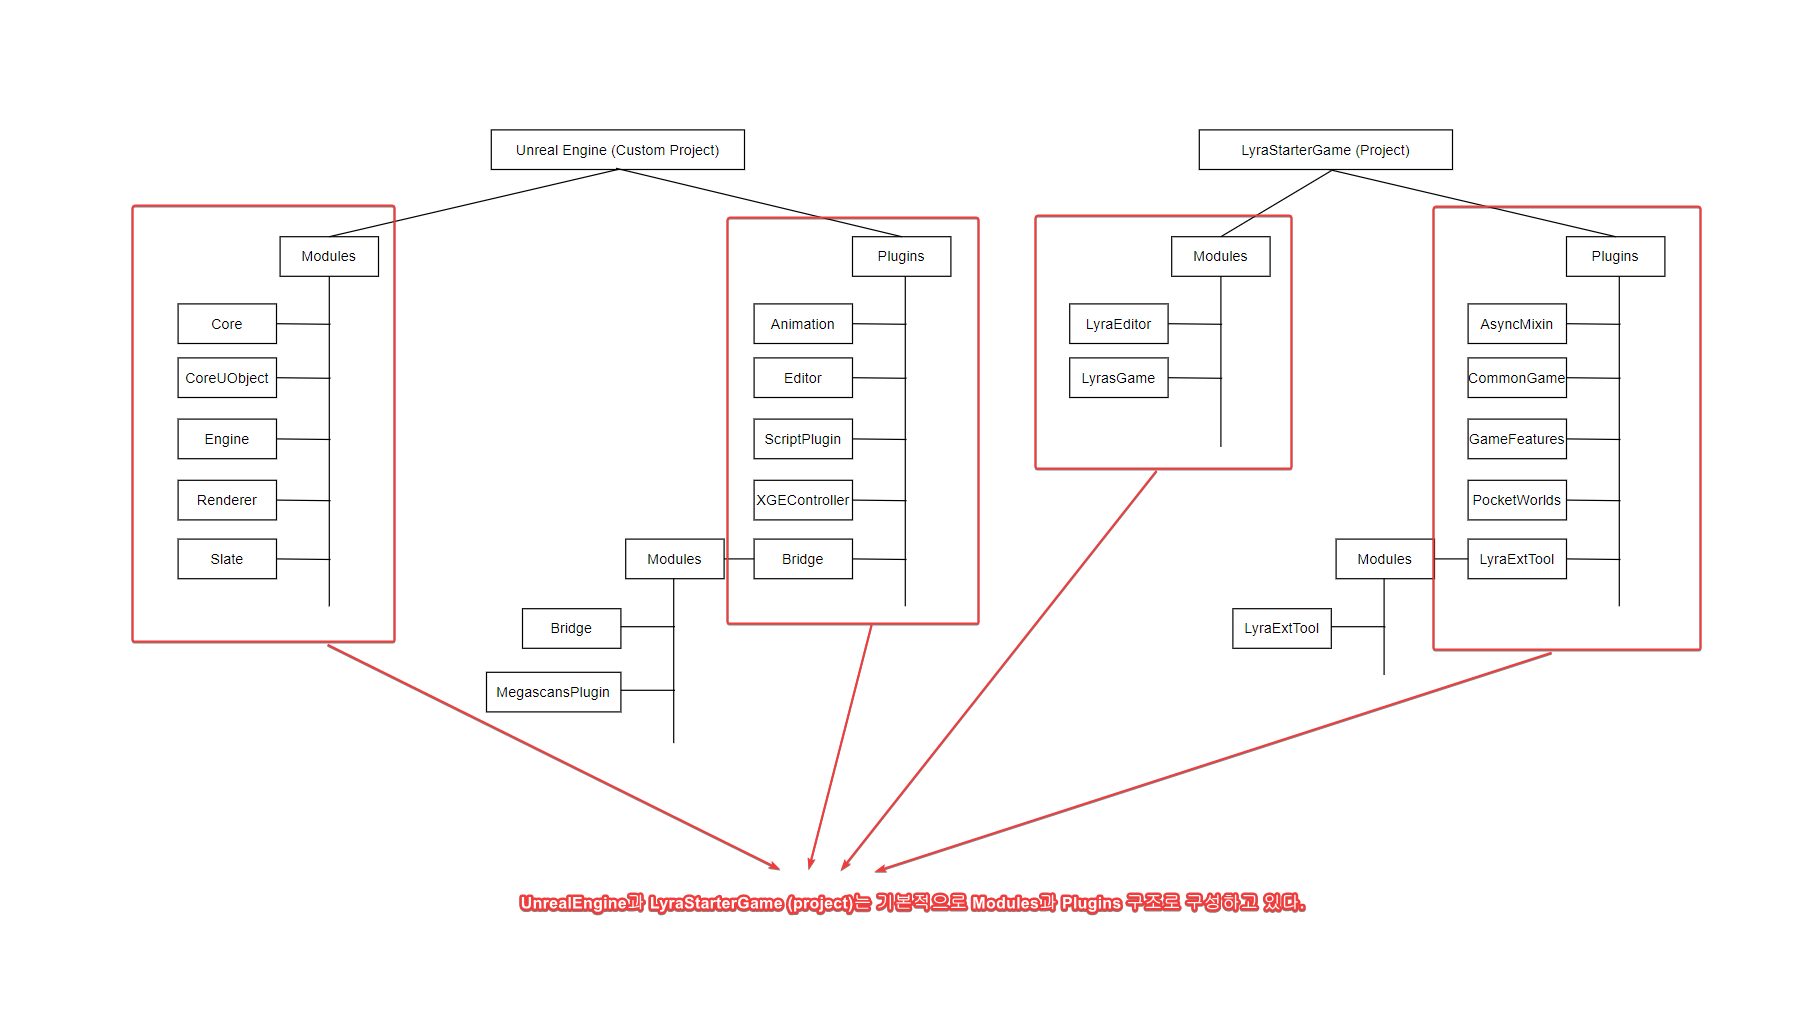 Unreal Engine (Custom Project)
Modules
Core
CoreUObject
Engine
Renderer
Slate
Plugins
Animation
Editor
ScriptPlugin
XGEController
Bridge
Modules
Bridge
MegascansPlugin
LyraStarterGame (Project)
Modules
LyraEditor
LyrasGame
Plugins
AsyncMixin
CommonGame
GameFeatures
PocketWorlds
LyraExtTool
Modules
LyraExtTool
UnrealEngine과 LyraStarterGame (project)는 기본적으로 Modules과 Plugins 구조로 구성하고 있다.